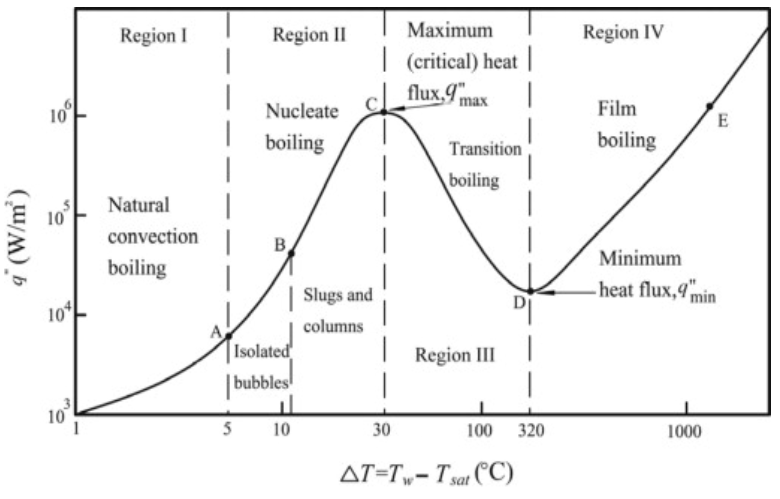 Region I
Region II
Maximum
(critical) heat
flux, q"max
Region IV
10⁶
C
Nucleate
boiling
Film
boiling
E
Transition
boiling
q" (W/m²)
Natural
convection
boiling
10⁵
B
Slugs and
columns
Minimum
heat flux, q"min
D
10⁴
A
Isolated
bubbles
Region III
10³
1
5
10
30
100
320
1000
△T=Tw− Tsat (°C)